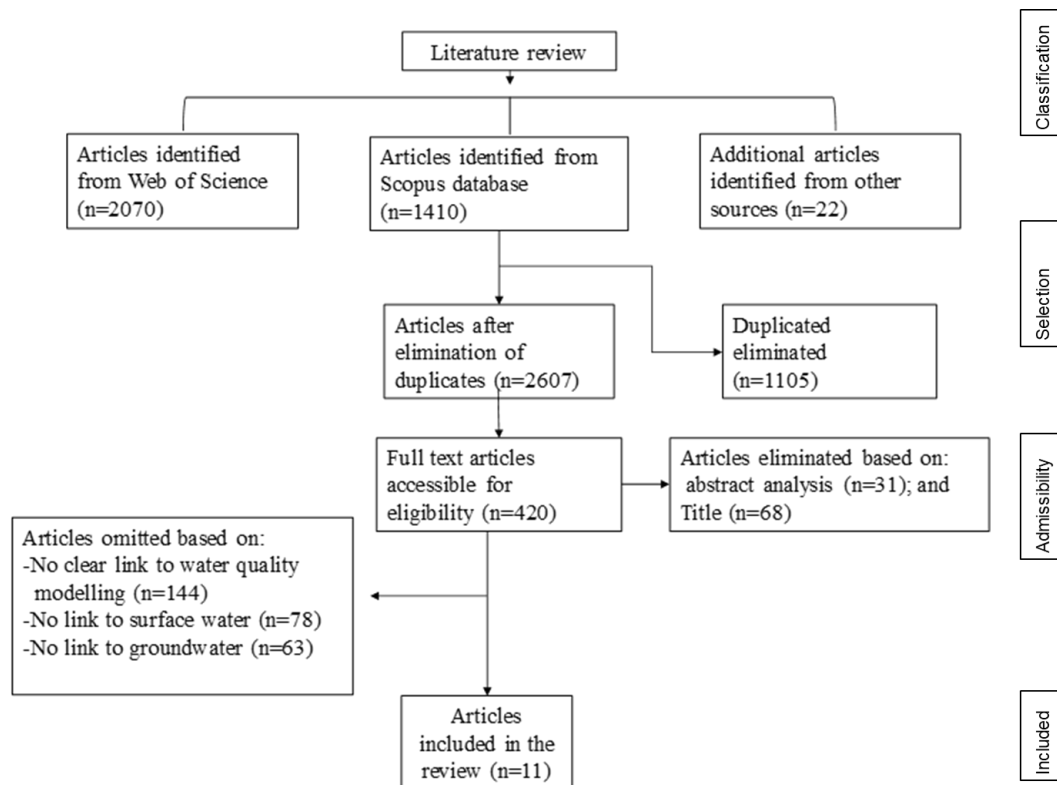 Literature review
Classification
Articles identified
from Web of Science
(n=2070)
Articles identified from
Scopus database
(n=1410)
Additional articles
identified from other
sources (n=22)
Selection
Articles after
elimination of
duplicates (n=2607)
Duplicated
eliminated
(n=1105)
Full text articles
accessible for
eligibility (n=420)
Articles eliminated based on:
abstract analysis (n=31); and
Title (n=68)
Admissibility
Articles omitted based on:
-No clear link to water quality
modelling (n=144)
-No link to surface water (n=78)
-No link to groundwater (n=63)
Articles
included in the
review (n=11)
Included